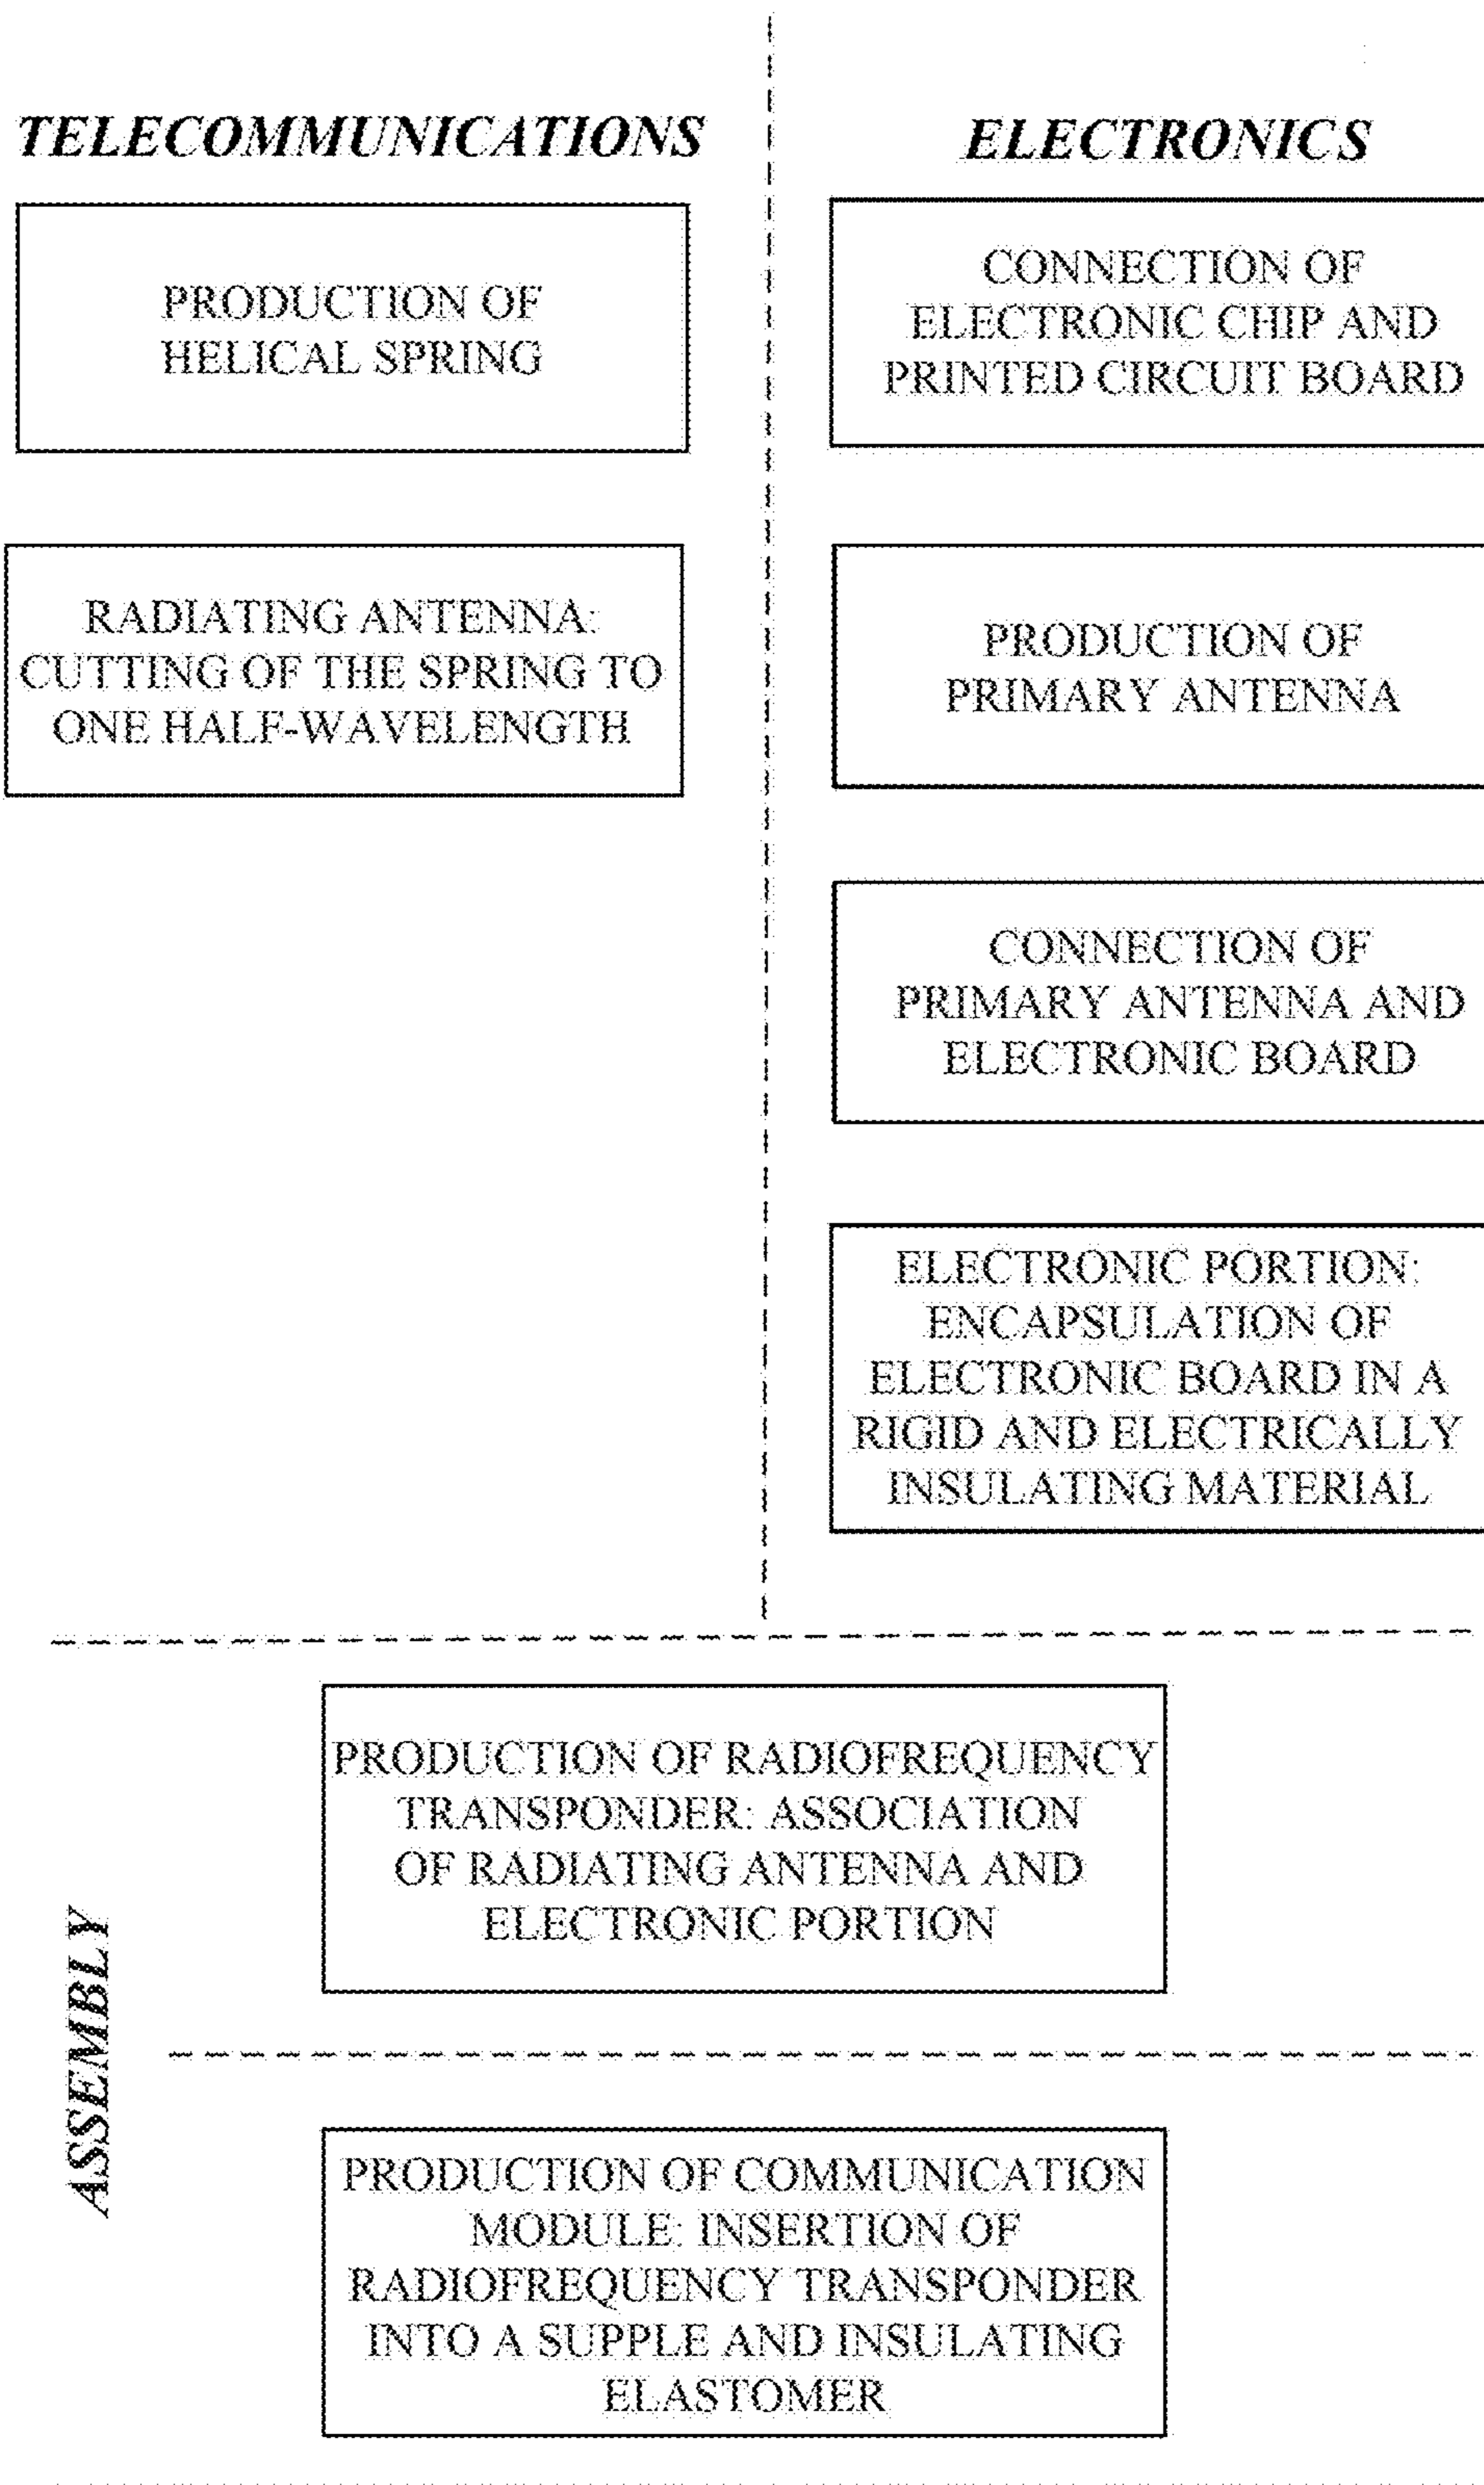 TELECOMMUNICATIONS
PRODUCTION OF
HELICAL SPRING
RADIATING ANTENNA:
CUTTING OF THE SPRING TO
ONE HALF-WAVELENGTH
ELECTRONICS
CONNECTION OF
ELECTRONIC CHIP AND
PRINTED CIRCUIT BOARD
PRODUCTION OF
PRIMARY ANTENNA
CONNECTION OF
PRIMARY ANTENNA AND
ELECTRONIC BOARD
ELECTRONIC PORTION:
ENCAPSULATION OF
ELECTRONIC BOARD IN A
RIGID AND ELECTRICALLY
INSULATING MATERIAL
ASSEMBLY
PRODUCTION OF RADIOFREQUENCY
TRANSPONDER: ASSOCIATION
OF RADIATING ANTENNA AND
ELECTRONIC PORTION
PRODUCTION OF COMMUNICATION
MODULE: INSERTION OF
RADIOFREQUENCY TRANSPONDER
INTO A SUPPLE AND INSULATING
ELASTOMER